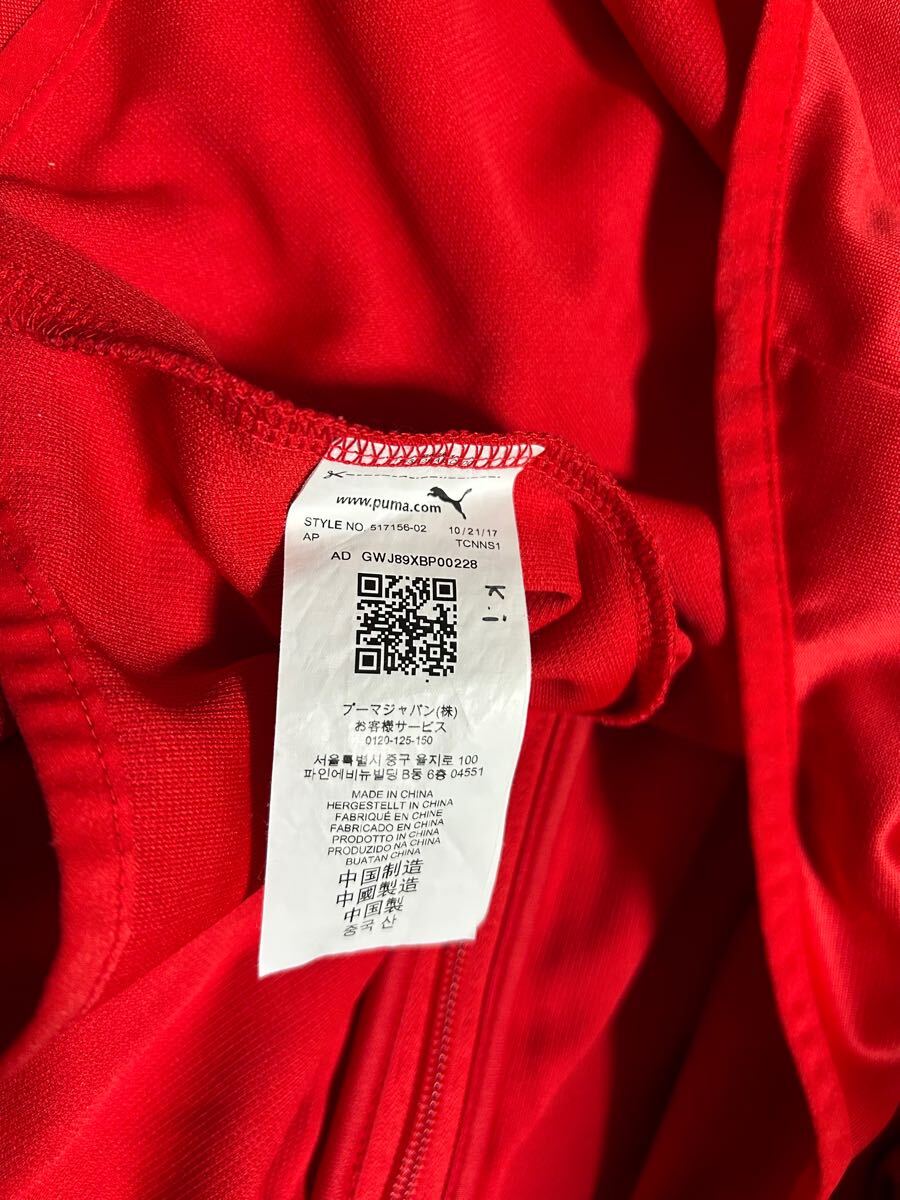 www.puma.com
STYLE NO. 517156-02 10/21/17
AP TCNNS1
AD GWJ89XBP00228
K.i
プーマジャパン(株)
お客様サービス
0120-125-150
서울특별시 중구 을지로 100
파인에비뉴빌딩 B동 6층 04551
MADE IN CHINA
HERGESTELLT IN CHINA
FABRIQUÉ EN CHINE
FABRICADO EN CHINA
PRODOTTO IN CHINA
PRODUZIDO NA CHINA
BUATAN CHINA
中国制造
中國製造
中国製
중국 산